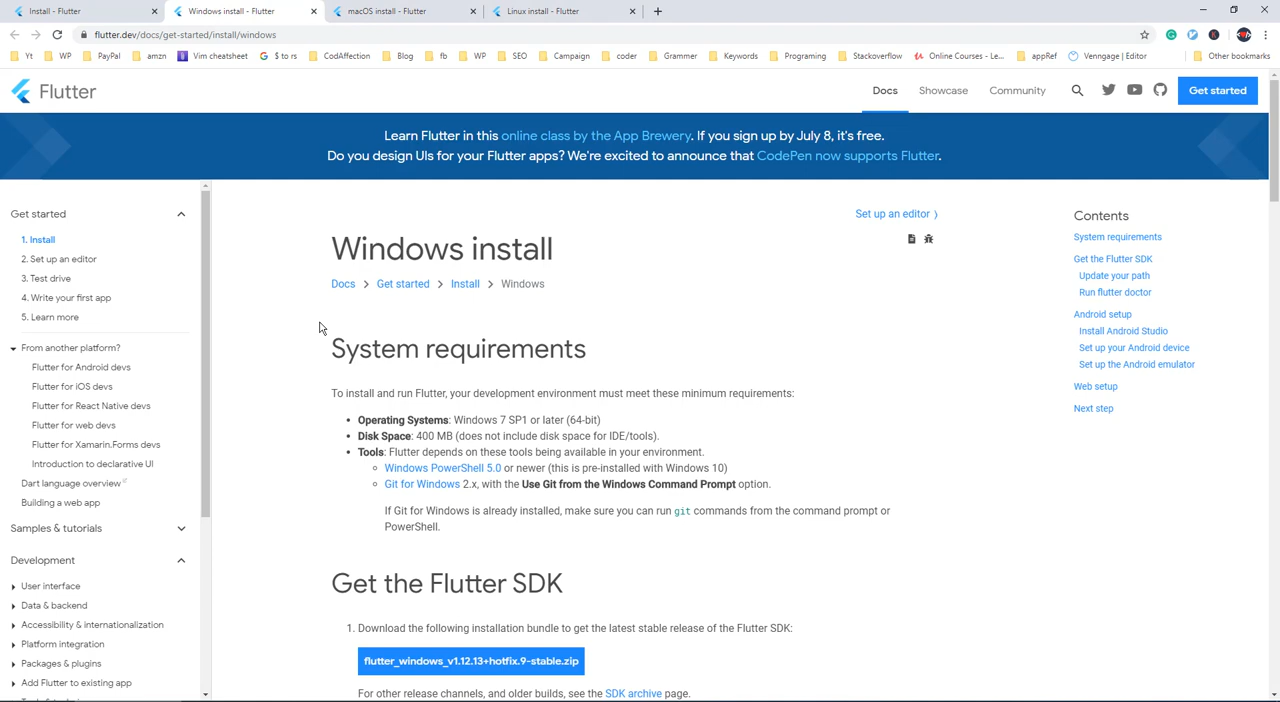 Install - Flutter
Windows install - Flutter
macOS install - Flutter
Linux install - Flutter
flutter.dev/docs/get-started/install/windows
Yt
WP
PayPal
amzn
Vim cheatsheet
$ to rs
CodAffection
Blog
fb
WP
SEO
Campaign
coder
Grammer
Keywords
Programing
Stackoverflow
Online Courses - Le...
appRef
Venngage | Editor
Other bookmarks
Flutter
Docs
Showcase
Community
Get started
Learn Flutter in this online class by the App Brewery. If you sign up by July 8, it's free.
Do you design UIs for your Flutter apps? We're excited to announce that CodePen now supports Flutter.
Get started
1. Install
2. Set up an editor
3. Test drive
4. Write your first app
5. Learn more
From another platform?
Flutter for Android devs
Flutter for iOS devs
Flutter for React Native devs
Flutter for web devs
Flutter for Xamarin.Forms devs
Introduction to declarative UI
Dart language overview
Building a web app
Samples & tutorials
Development
User interface
Data & backend
Accessibility & internationalization
Platform integration
Packages & plugins
Add Flutter to existing app
Set up an editor
Windows install
Docs > Get started > Install > Windows
System requirements
To install and run Flutter, your development environment must meet these minimum requirements:
Operating Systems: Windows 7 SP1 or later (64-bit)
Disk Space: 400 MB (does not include disk space for IDE/tools).
Tools: Flutter depends on these tools being available in your environment.
Windows PowerShell 5.0 or newer (this is pre-installed with Windows 10)
Git for Windows 2.x, with the Use Git from the Windows Command Prompt option.
If Git for Windows is already installed, make sure you can run git commands from the command prompt or
PowerShell.
Get the Flutter SDK
1. Download the following installation bundle to get the latest stable release of the Flutter SDK:
flutter_windows_v1.12.13+hotfix.9-stable.zip
For other release channels, and older builds, see the SDK archive page.
Contents
System requirements
Get the Flutter SDK
Update your path
Run flutter doctor
Android setup
Install Android Studio
Set up your Android device
Set up the Android emulator
Web setup
Next step